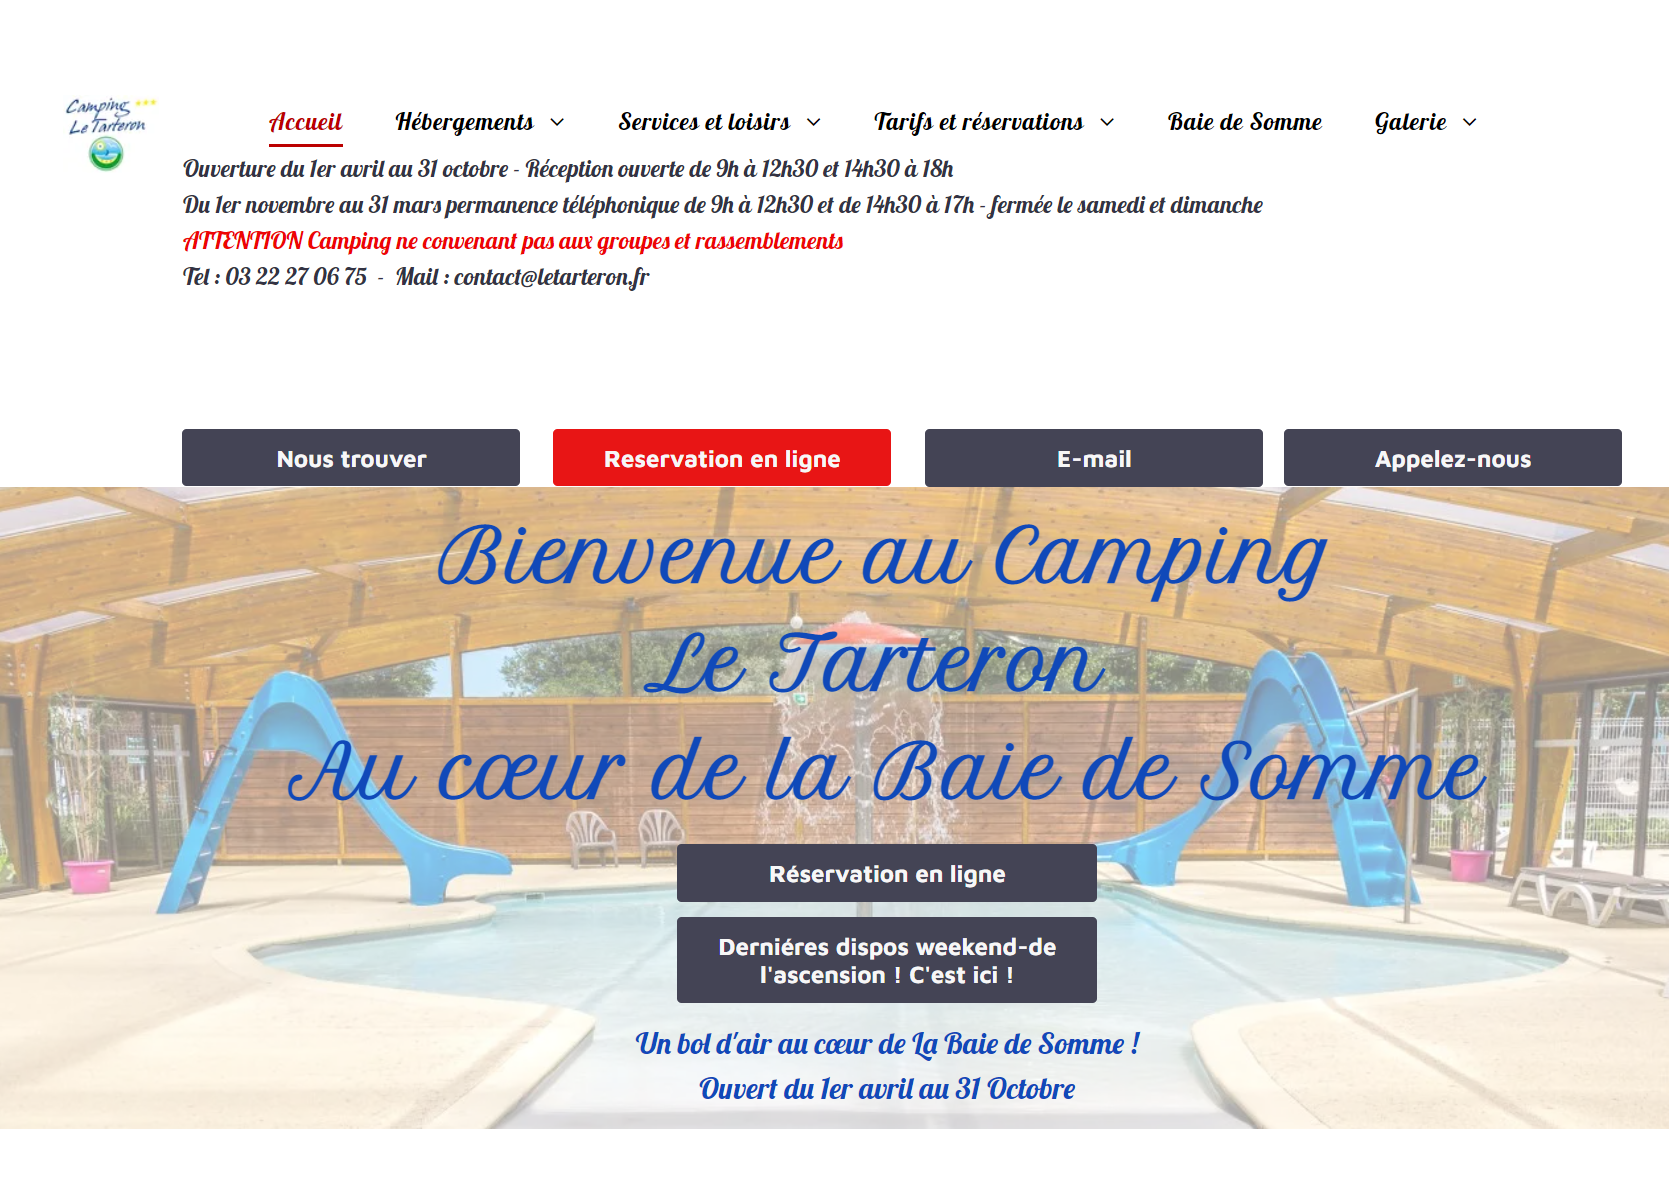 Camping
Le Tarteron
Accueil
Hébergements
Services et loisirs
Tarifs et réservations
Baie de Somme
Galerie
Ouverture du 1er avril au 31 octobre - Réception ouverte de 9h à 12h30 et 14h30 à 18h
Du 1er novembre au 31 mars permanence téléphonique de 9h à 12h30 et de 14h30 à 17h - fermée le samedi et dimanche
ATTENTION Camping ne convenant pas aux groupes et rassemblements
Tel : 03 22 27 06 75 - Mail : contact@letarteron.fr
Nous trouver
Reservation en ligne
E-mail
Appelez-nous
Bienvenue au Camping
Le Tarteron
Au cœur de la Baie de Somme
Réservation en ligne
Derniéres dispos weekend-de
l'ascension ! C'est ici !
Un bol d'air au cœur de La Baie de Somme !
Ouvert du 1er avril au 31 Octobre